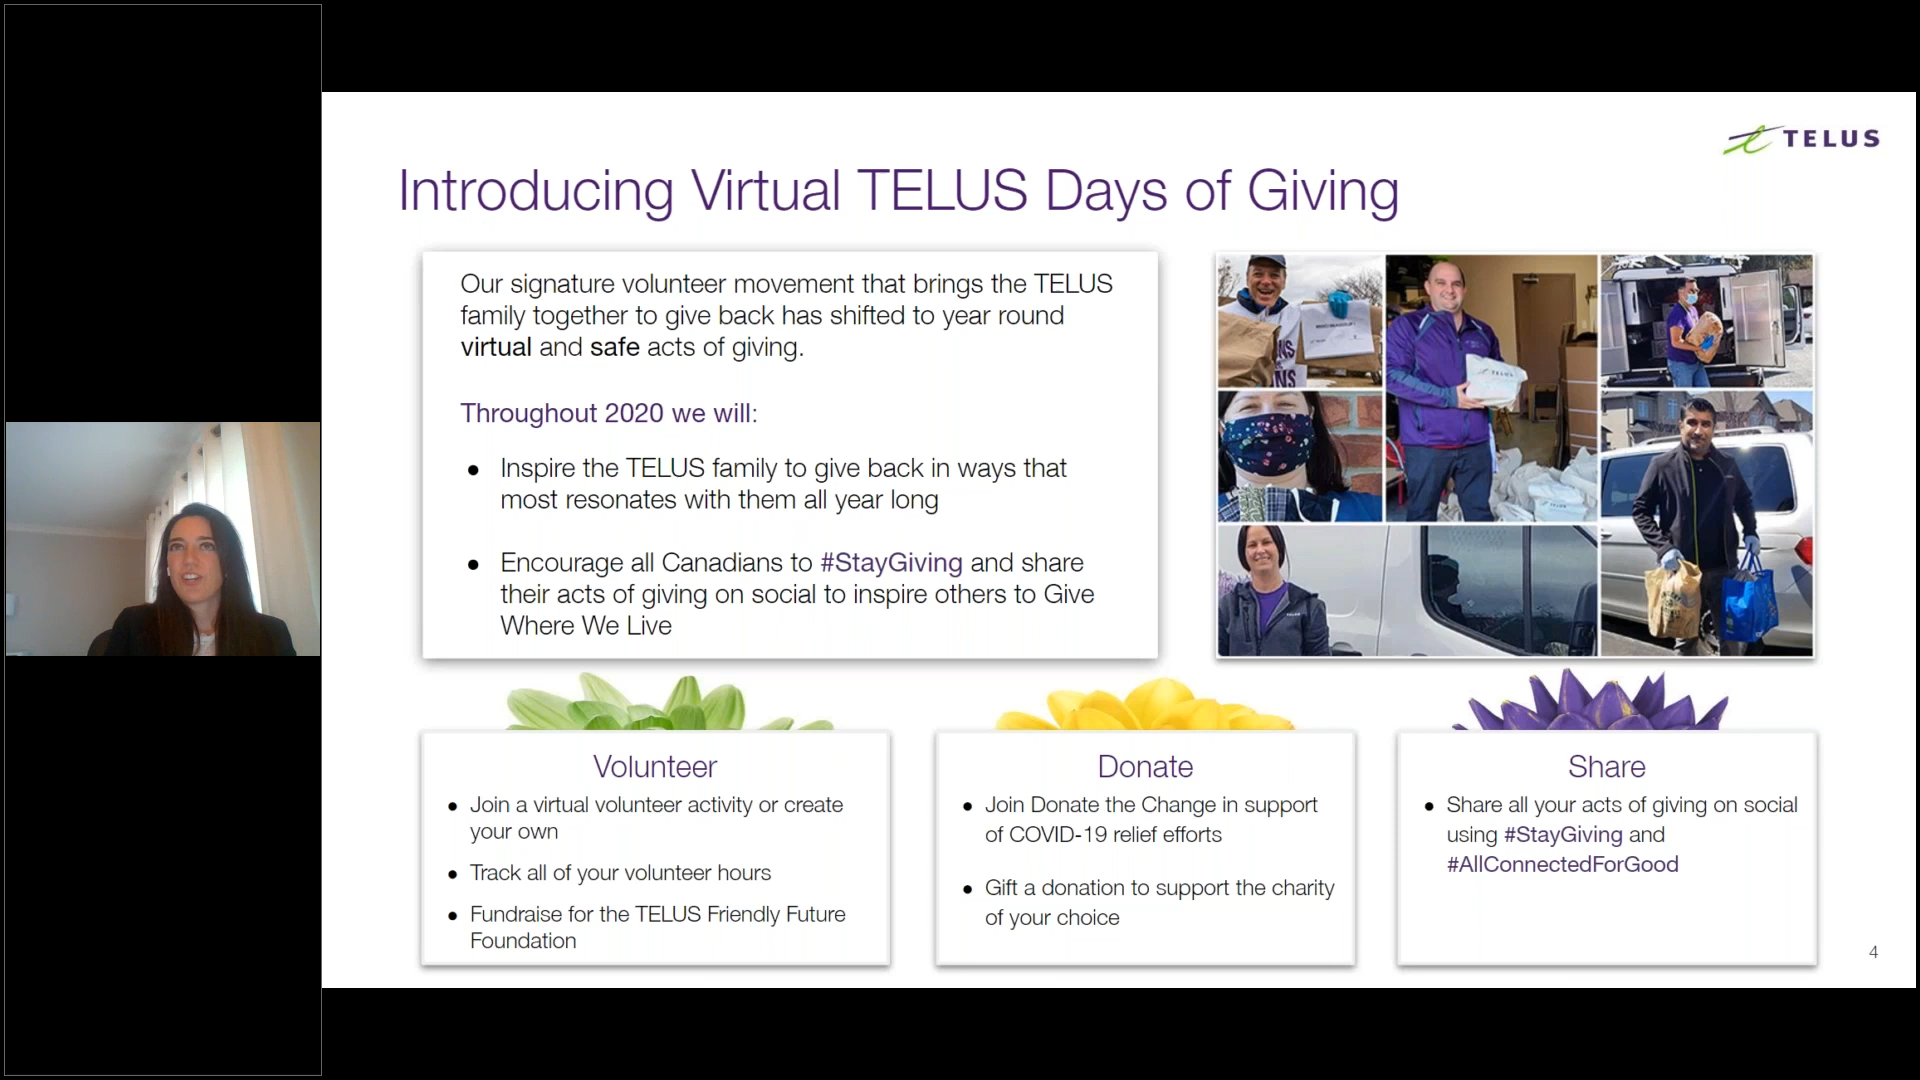 TELUS
Introducing Virtual TELUS Days of Giving
Our signature volunteer movement that brings the TELUS
family together to give back has shifted to year round
virtual and safe acts of giving.
Throughout 2020 we will:
● Inspire the TELUS family to give back in ways that
most resonates with them all year long
● Encourage all Canadians to #StayGiving and share
their acts of giving on social to inspire others to Give
Where We Live
TELUS
Volunteer
● Join a virtual volunteer activity or create
your own
● Track all of your volunteer hours
● Fundraise for the TELUS Friendly Future
Foundation
Donate
● Join Donate the Change in support
of COVID-19 relief efforts
● Gift a donation to support the charity
of your choice
Share
● Share all your acts of giving on social
using #StayGiving and
#AllConnectedForGood
4